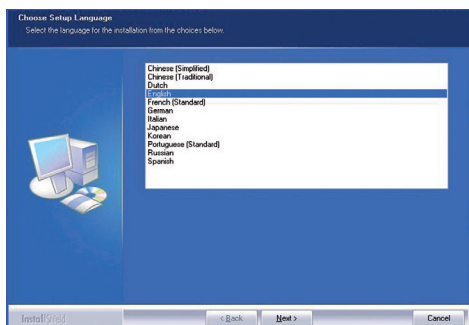 Choose Setup Language
Select the language for the installation from the choices below.
Chinese (Simplified)
Chinese (Traditional)
Dutch
English
French (Standard)
German
Italian
Japanese
Korean
Portuguese (Standard)
Russian
Spanish
InstallShield
< Back
Next >
Cancel